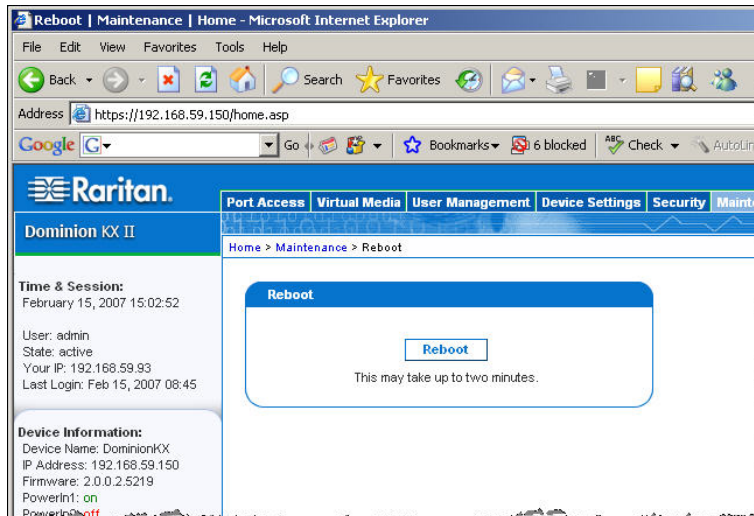 Reboot | Maintenance | Home - Microsoft Internet Explorer
File Edit View Favorites Tools Help
Back Search Favorites
Address https://192.168.59.150/home.asp
Google G Go Bookmarks 6 blocked ABC Check AutoLin
Raritan.
Port Access Virtual Media User Management Device Settings Security Mainte
Dominion KX II
Home > Maintenance > Reboot
Time & Session:
February 15, 2007 15:02:52
User: admin
State: active
Your IP: 192.168.59.93
Last Login: Feb 15, 2007 08:45
Device Information:
Device Name: DominionKX
IP Address: 192.168.59.150
Firmware: 2.0.0.2.5219
PowerIn1: on
off
Reboot
Reboot
This may take up to two minutes.